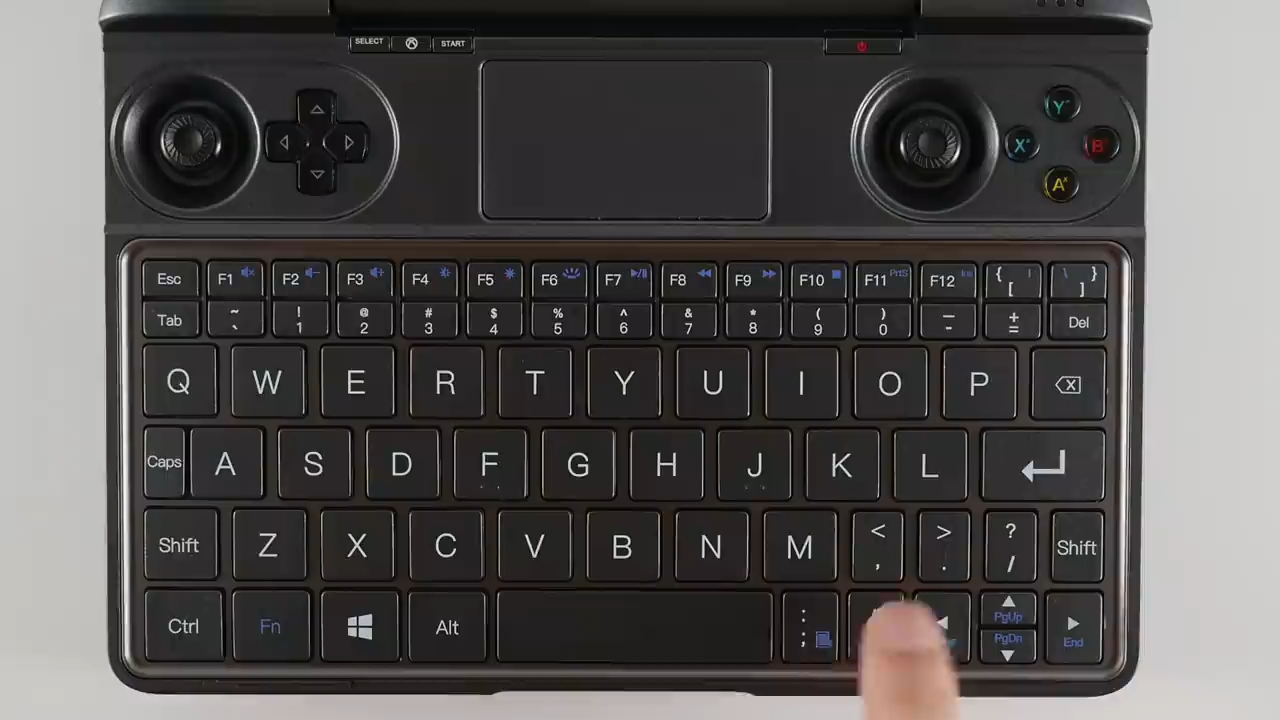 SELECT START
Y
X B
A X
Esc F1 F2 F3 F4 F5 F6 F7 F8 F9 F10 F11 PrtS F12 { [ | \ } ]
Tab ~ ` ! 1 @ 2 # 3 $ 4 % 5 ^ 6 & 7 * 8 ( 9 ) 0 — - + = Del
Q W E R T Y U I O P
Caps A S D F G H J K L
Shift Z X C V B N M < , > . ? / Shift
Ctrl Fn Alt : ; PgUp PgDn End